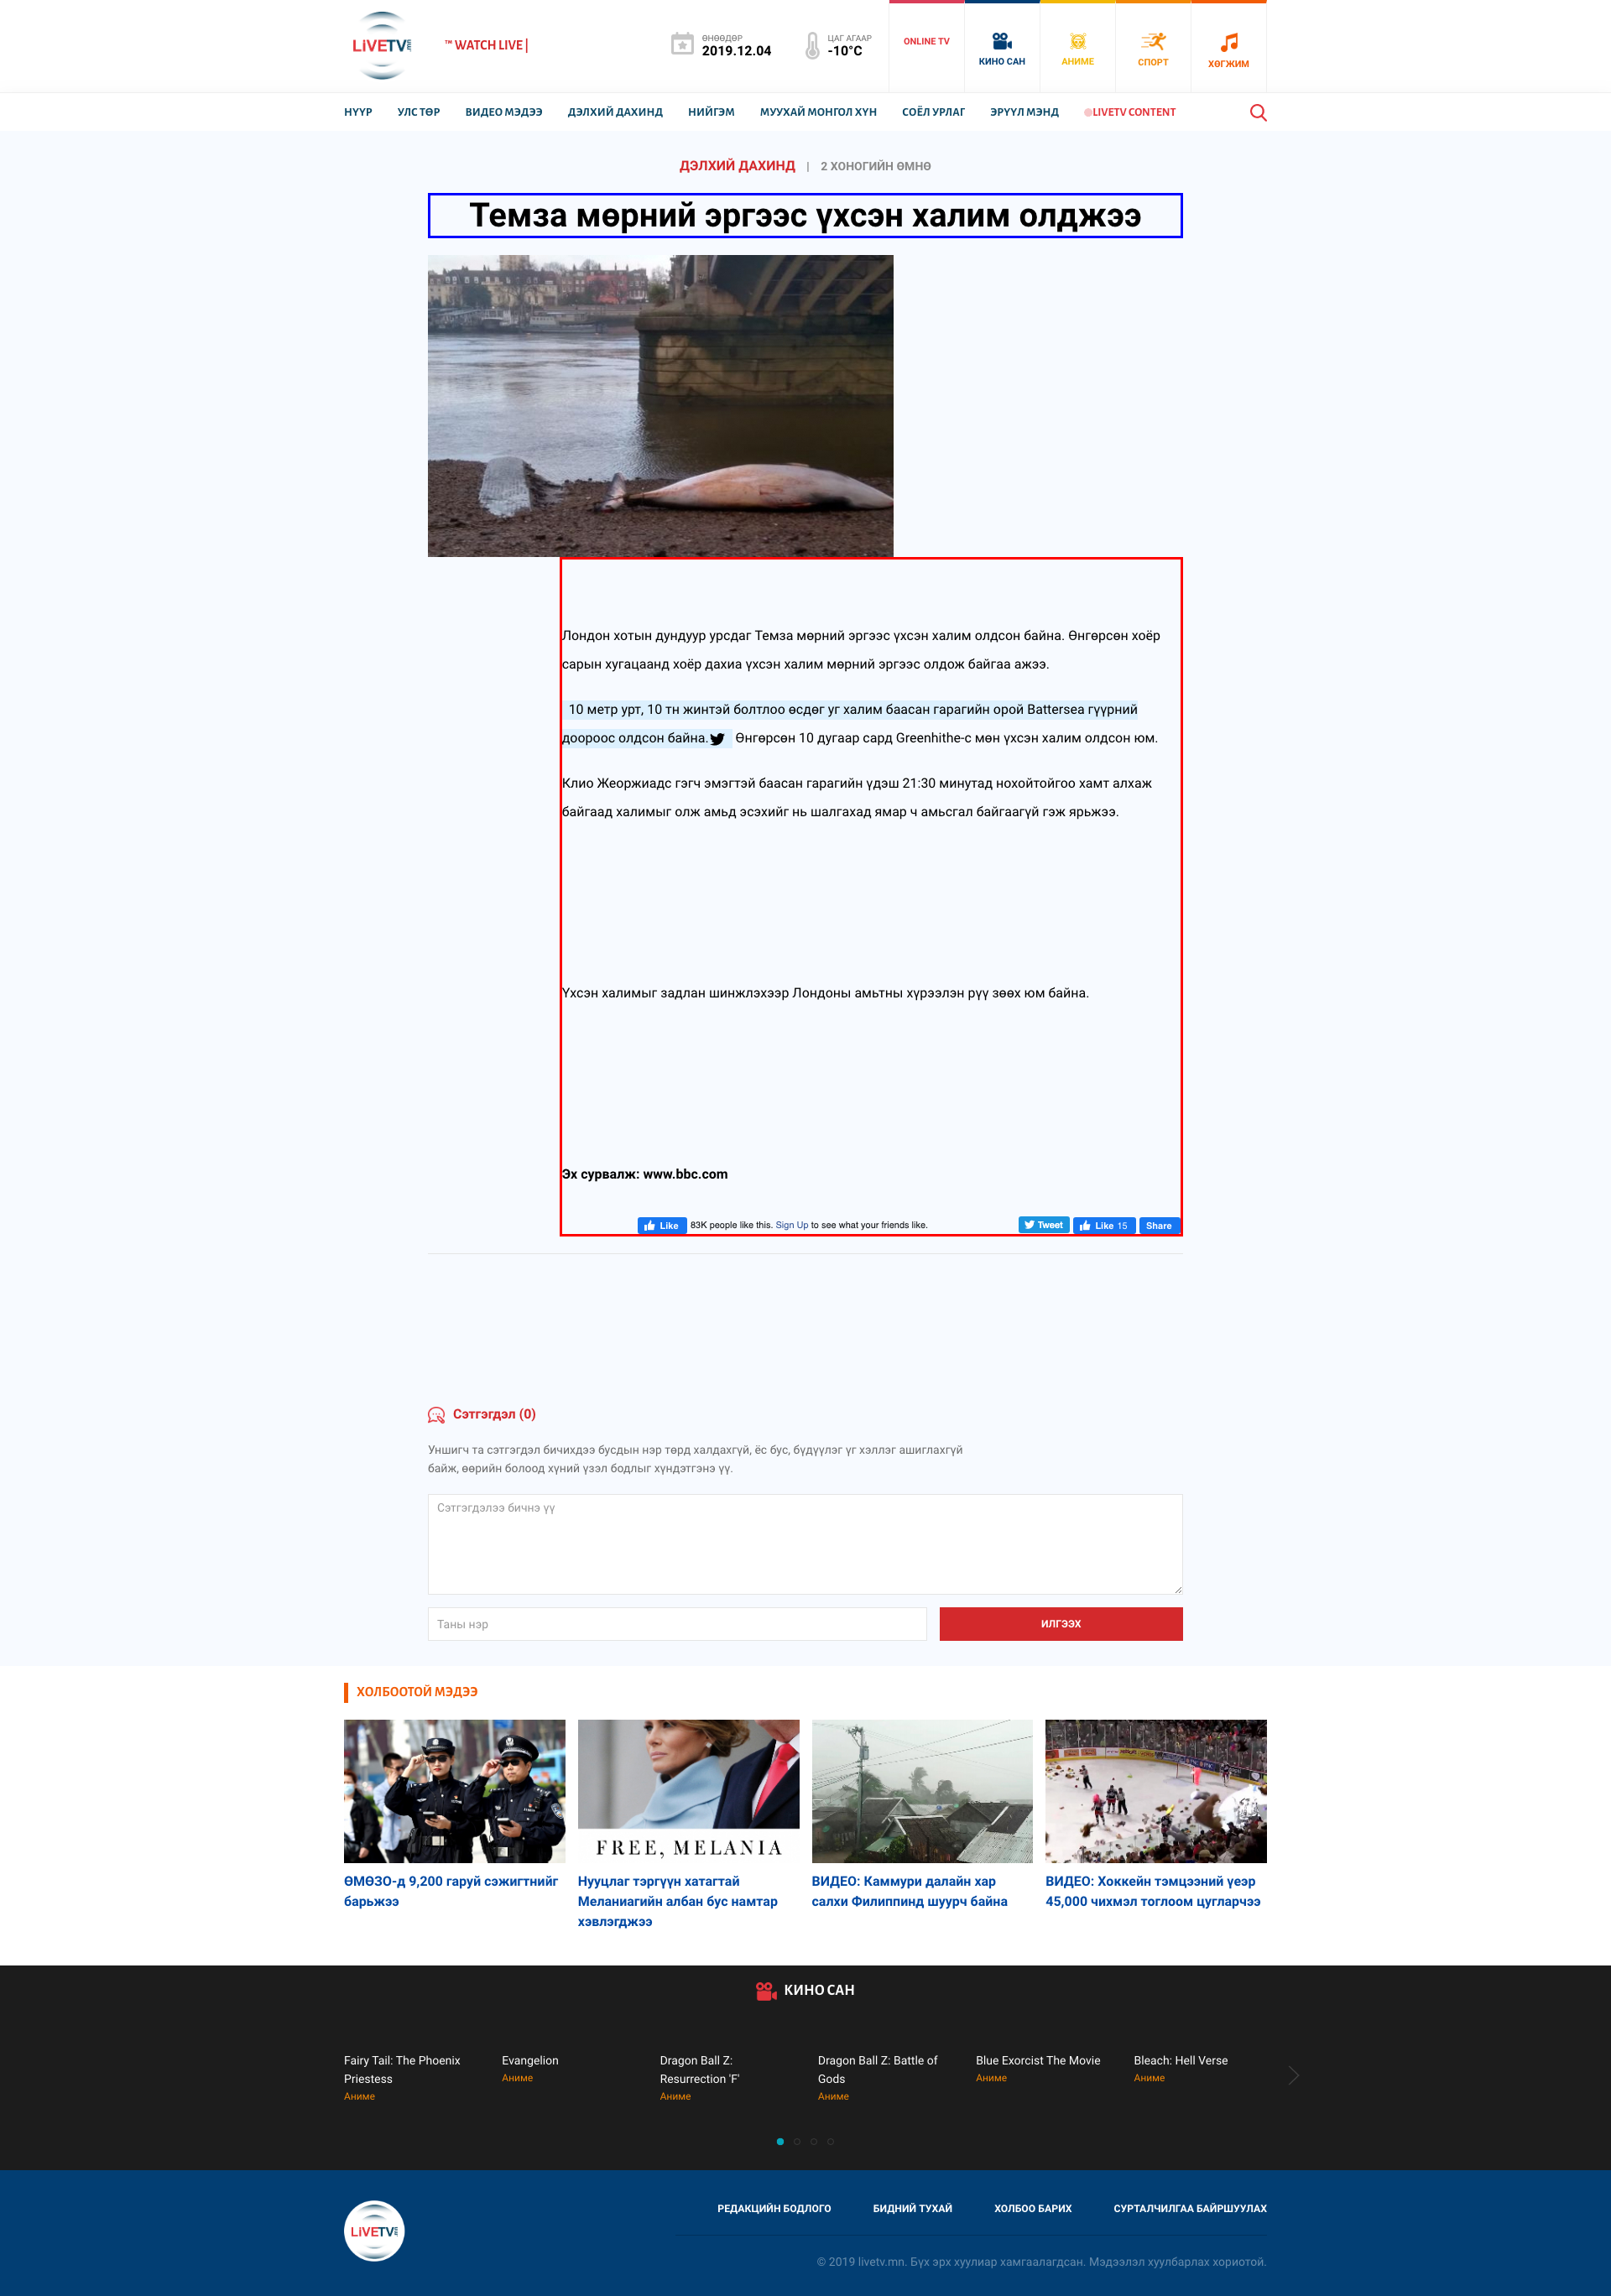 LIVETV.mn
™ WATCH LIVE |
ӨНӨӨДӨР
2019.12.04
ЦАГ АГААР
-10°C
ONLINE TV
КИНО САН
АНИМЕ
СПОРТ
ХӨГЖИМ
НҮҮР УЛС ТӨР ВИДЕО МЭДЭЭ ДЭЛХИЙ ДАХИНД НИЙГЭМ МУУХАЙ МОНГОЛ ХҮН СОЁЛ УРЛАГ ЭРҮҮЛ МЭНД LIVETV CONTENT
ДЭЛХИЙ ДАХИНД | 2 ХОНОГИЙН ӨМНӨ
Темза мөрний эргээс үхсэн халим олджээ
Лондон хотын дундуур урсдаг Темза мөрний эргээс үхсэн халим олдсон байна. Өнгөрсөн хоёр
сарын хугацаанд хоёр дахиа үхсэн халим мөрний эргээс олдож байгаа ажээ.
10 метр урт, 10 тн жинтэй болтлоо өсдөг уг халим баасан гарагийн орой Battersea гүүрний
доороос олдсон байна. Өнгөрсөн 10 дугаар сард Greenhithe-с мөн үхсэн халим олдсон юм.
Клио Жеоржиадс гэгч эмэгтэй баасан гарагийн үдэш 21:30 минутад нохойтойгоо хамт алхаж
байгаад халимыг олж амьд эсэхийг нь шалгахад ямар ч амьсгал байгаагүй гэж ярьжээ.
Үхсэн халимыг задлан шинжлэхээр Лондоны амьтны хүрээлэн рүү зөөх юм байна.
Эх сурвалж: www.bbc.com
Like 83K people like this. Sign Up to see what your friends like. Tweet Like 15 Share
Сэтгэгдэл (0)
Уншигч та сэтгэгдэл бичихдээ бусдын нэр төрд халдахгүй, ёс бус, бүдүүлэг үг хэллэг ашиглахгүй
байж, өөрийн болоод хүний үзэл бодлыг хүндэтгэнэ үү.
Сэтгэгдэлээ бичнэ үү
Таны нэр
ИЛГЭЭХ
ХОЛБООТОЙ МЭДЭЭ
FREE, MELANIA
ӨМӨЗО-д 9,200 гаруй сэжигтнийг
барьжээ
Нууцлаг тэргүүн хатагтай
Меланиагийн албан бус намтар
хэвлэгджээ
ВИДЕО: Каммури далайн хар
салхи Филиппинд шуурч байна
ВИДЕО: Хоккейн тэмцээний үеэр
45,000 чихмэл тоглоом цугларчээ
КИНО САН
Fairy Tail: The Phoenix
Priestess
Аниме
Evangelion
Аниме
Dragon Ball Z:
Resurrection 'F'
Аниме
Dragon Ball Z: Battle of
Gods
Аниме
Blue Exorcist The Movie
Аниме
Bleach: Hell Verse
Аниме
LIVETV.mn
РЕДАКЦИЙН БОДЛОГО БИДНИЙ ТУХАЙ ХОЛБОО БАРИХ СУРТАЛЧИЛГАА БАЙРШУУЛАХ
© 2019 livetv.mn. Бүх эрх хуулиар хамгаалагдсан. Мэдээлэл хуулбарлах хориотой.